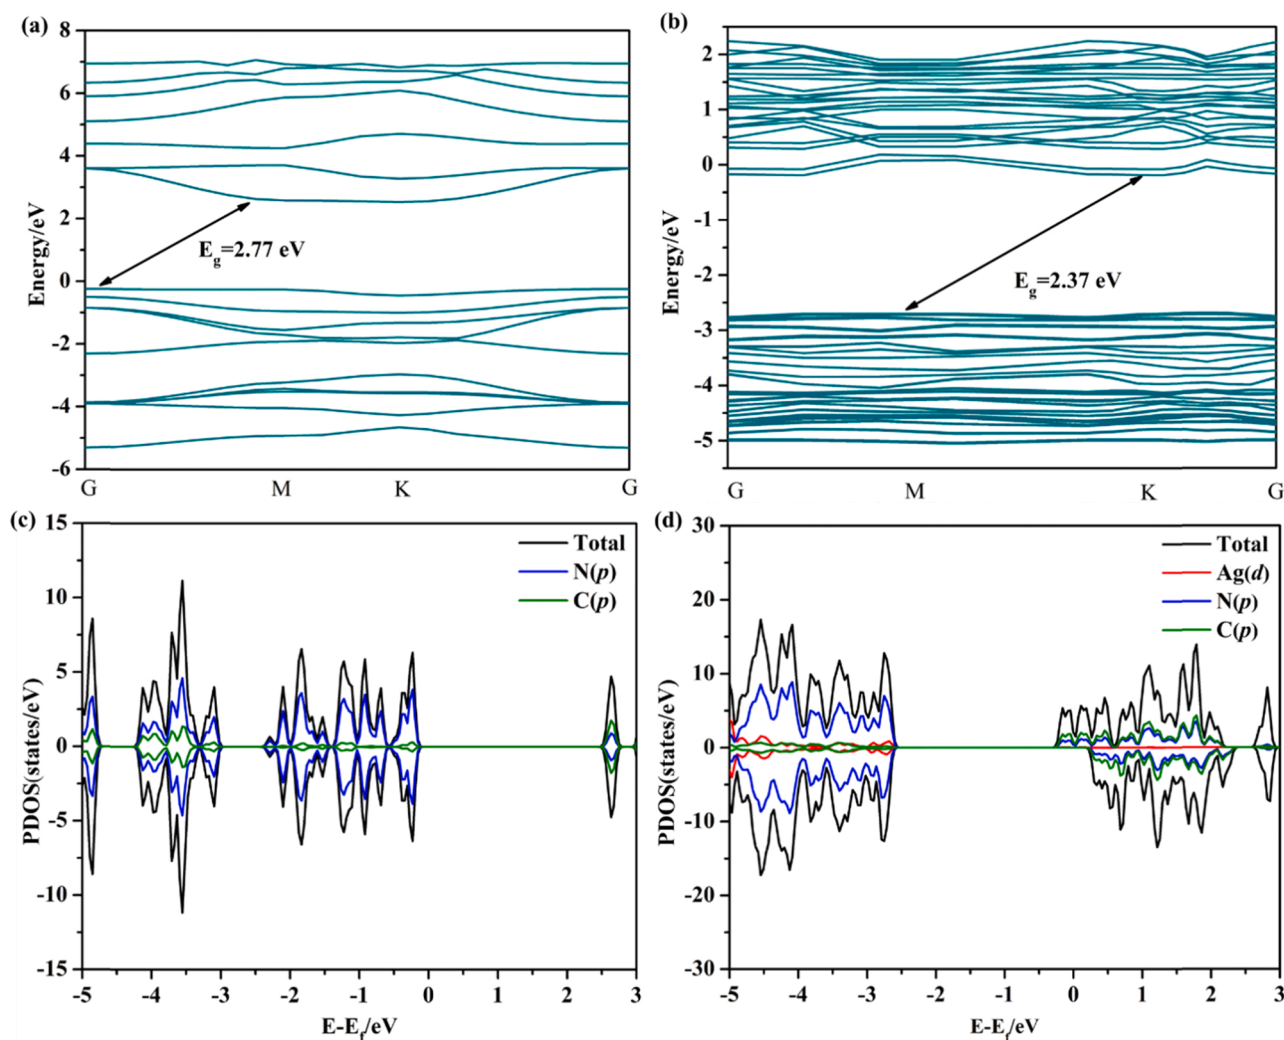 (a)
8
6
4
2
0
-2
-4
-6
Energy/eV
E_g=2.77 eV
G M K G
(b)
2
1
0
-1
-2
-3
-4
-5
Energy/eV
E_g=2.37 eV
G M K G
(c)
15
10
5
0
-5
-10
-15
PDOS(states/eV)
Total
N(p)
C(p)
-5 -4 -3 -2 -1 0 1 2 3
E-E_f/eV
(d)
30
20
10
0
-10
-20
-30
PDOS(states/eV)
Total
Ag(d)
N(p)
C(p)
-5 -4 -3 -2 -1 0 1 2 3
E-E_f/eV